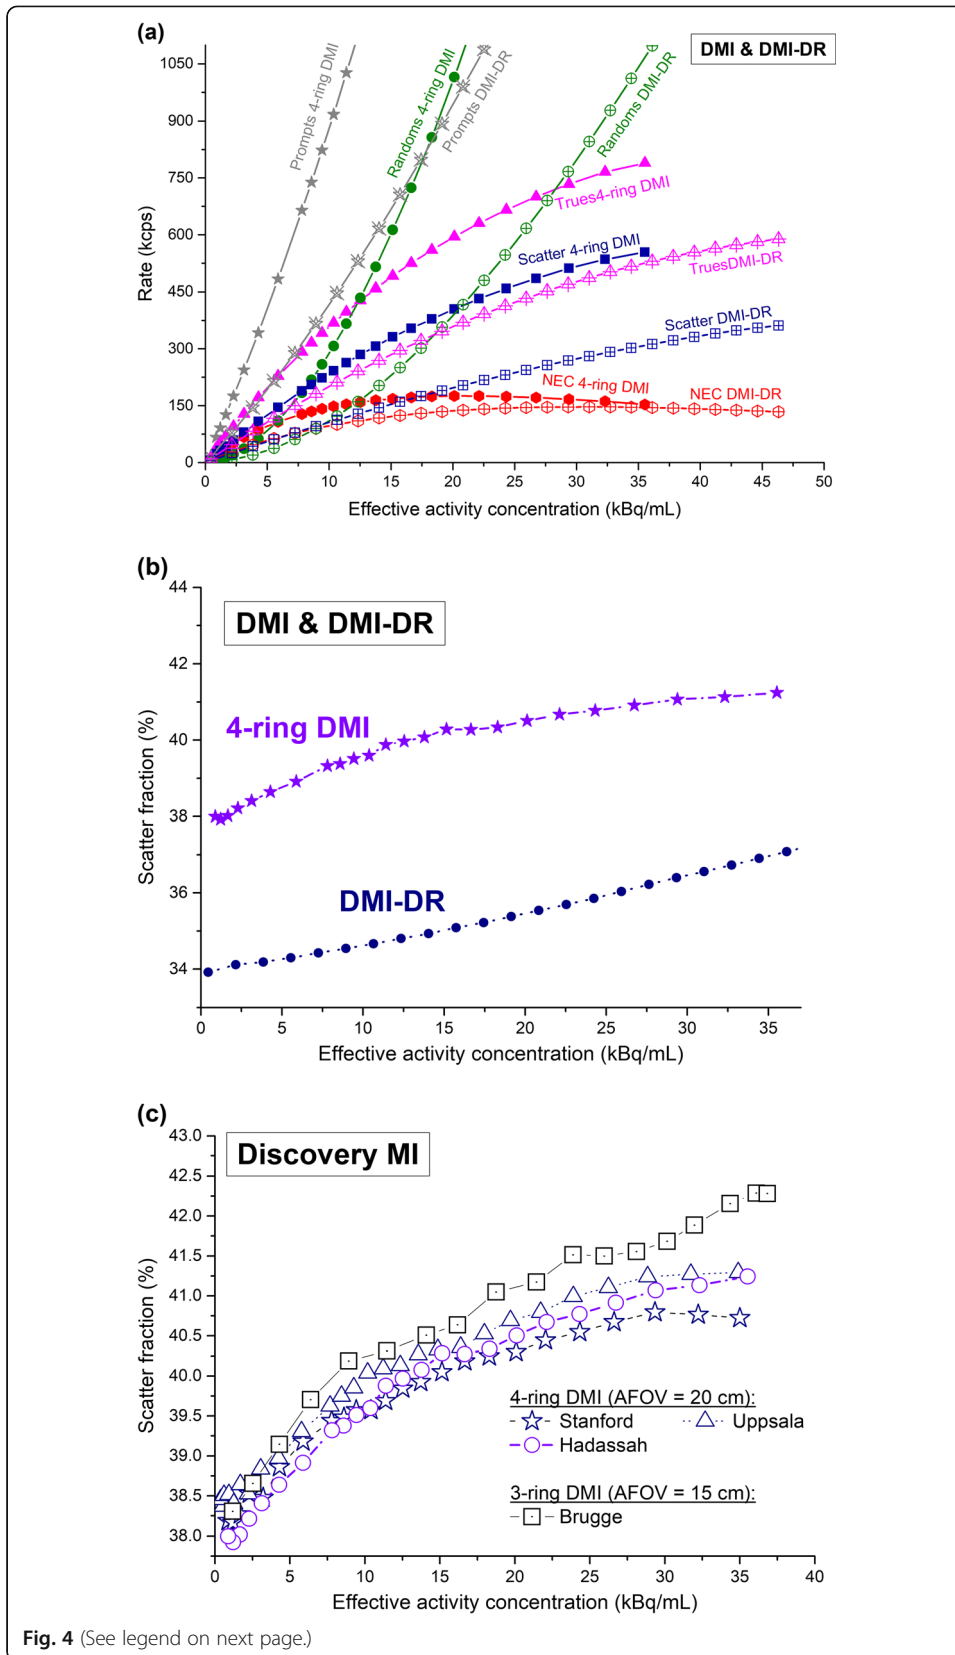 (a)
DMI & DMI-DR
1050
900
750
600
450
300
150
0
Rate (kcps)
Prompts 4-ring DMI
Randoms 4-ring DMI
Prompts DMI-DR
Randoms DMI-DR
Trues4-ring DMI
Scatter 4-ring DMI
TruesDMI-DR
Scatter DMI-DR
NEC 4-ring DMI
NEC DMI-DR
0 5 10 15 20 25 30 35 40 45 50
Effective activity concentration (kBq/mL)
(b)
DMI & DMI-DR
44
42
40
38
36
34
Scatter fraction (%)
4-ring DMI
DMI-DR
0 5 10 15 20 25 30 35
Effective activity concentration (kBq/mL)
(c)
Discovery MI
43.0
42.5
42.0
41.5
41.0
40.5
40.0
39.5
39.0
38.5
38.0
Scatter fraction (%)
4-ring DMI (AFOV = 20 cm):
Stanford Uppsala
Hadassah
3-ring DMI (AFOV = 15 cm):
Brugge
0 5 10 15 20 25 30 35 40
Effective activity concentration (kBq/mL)
Fig. 4 (See legend on next page.)